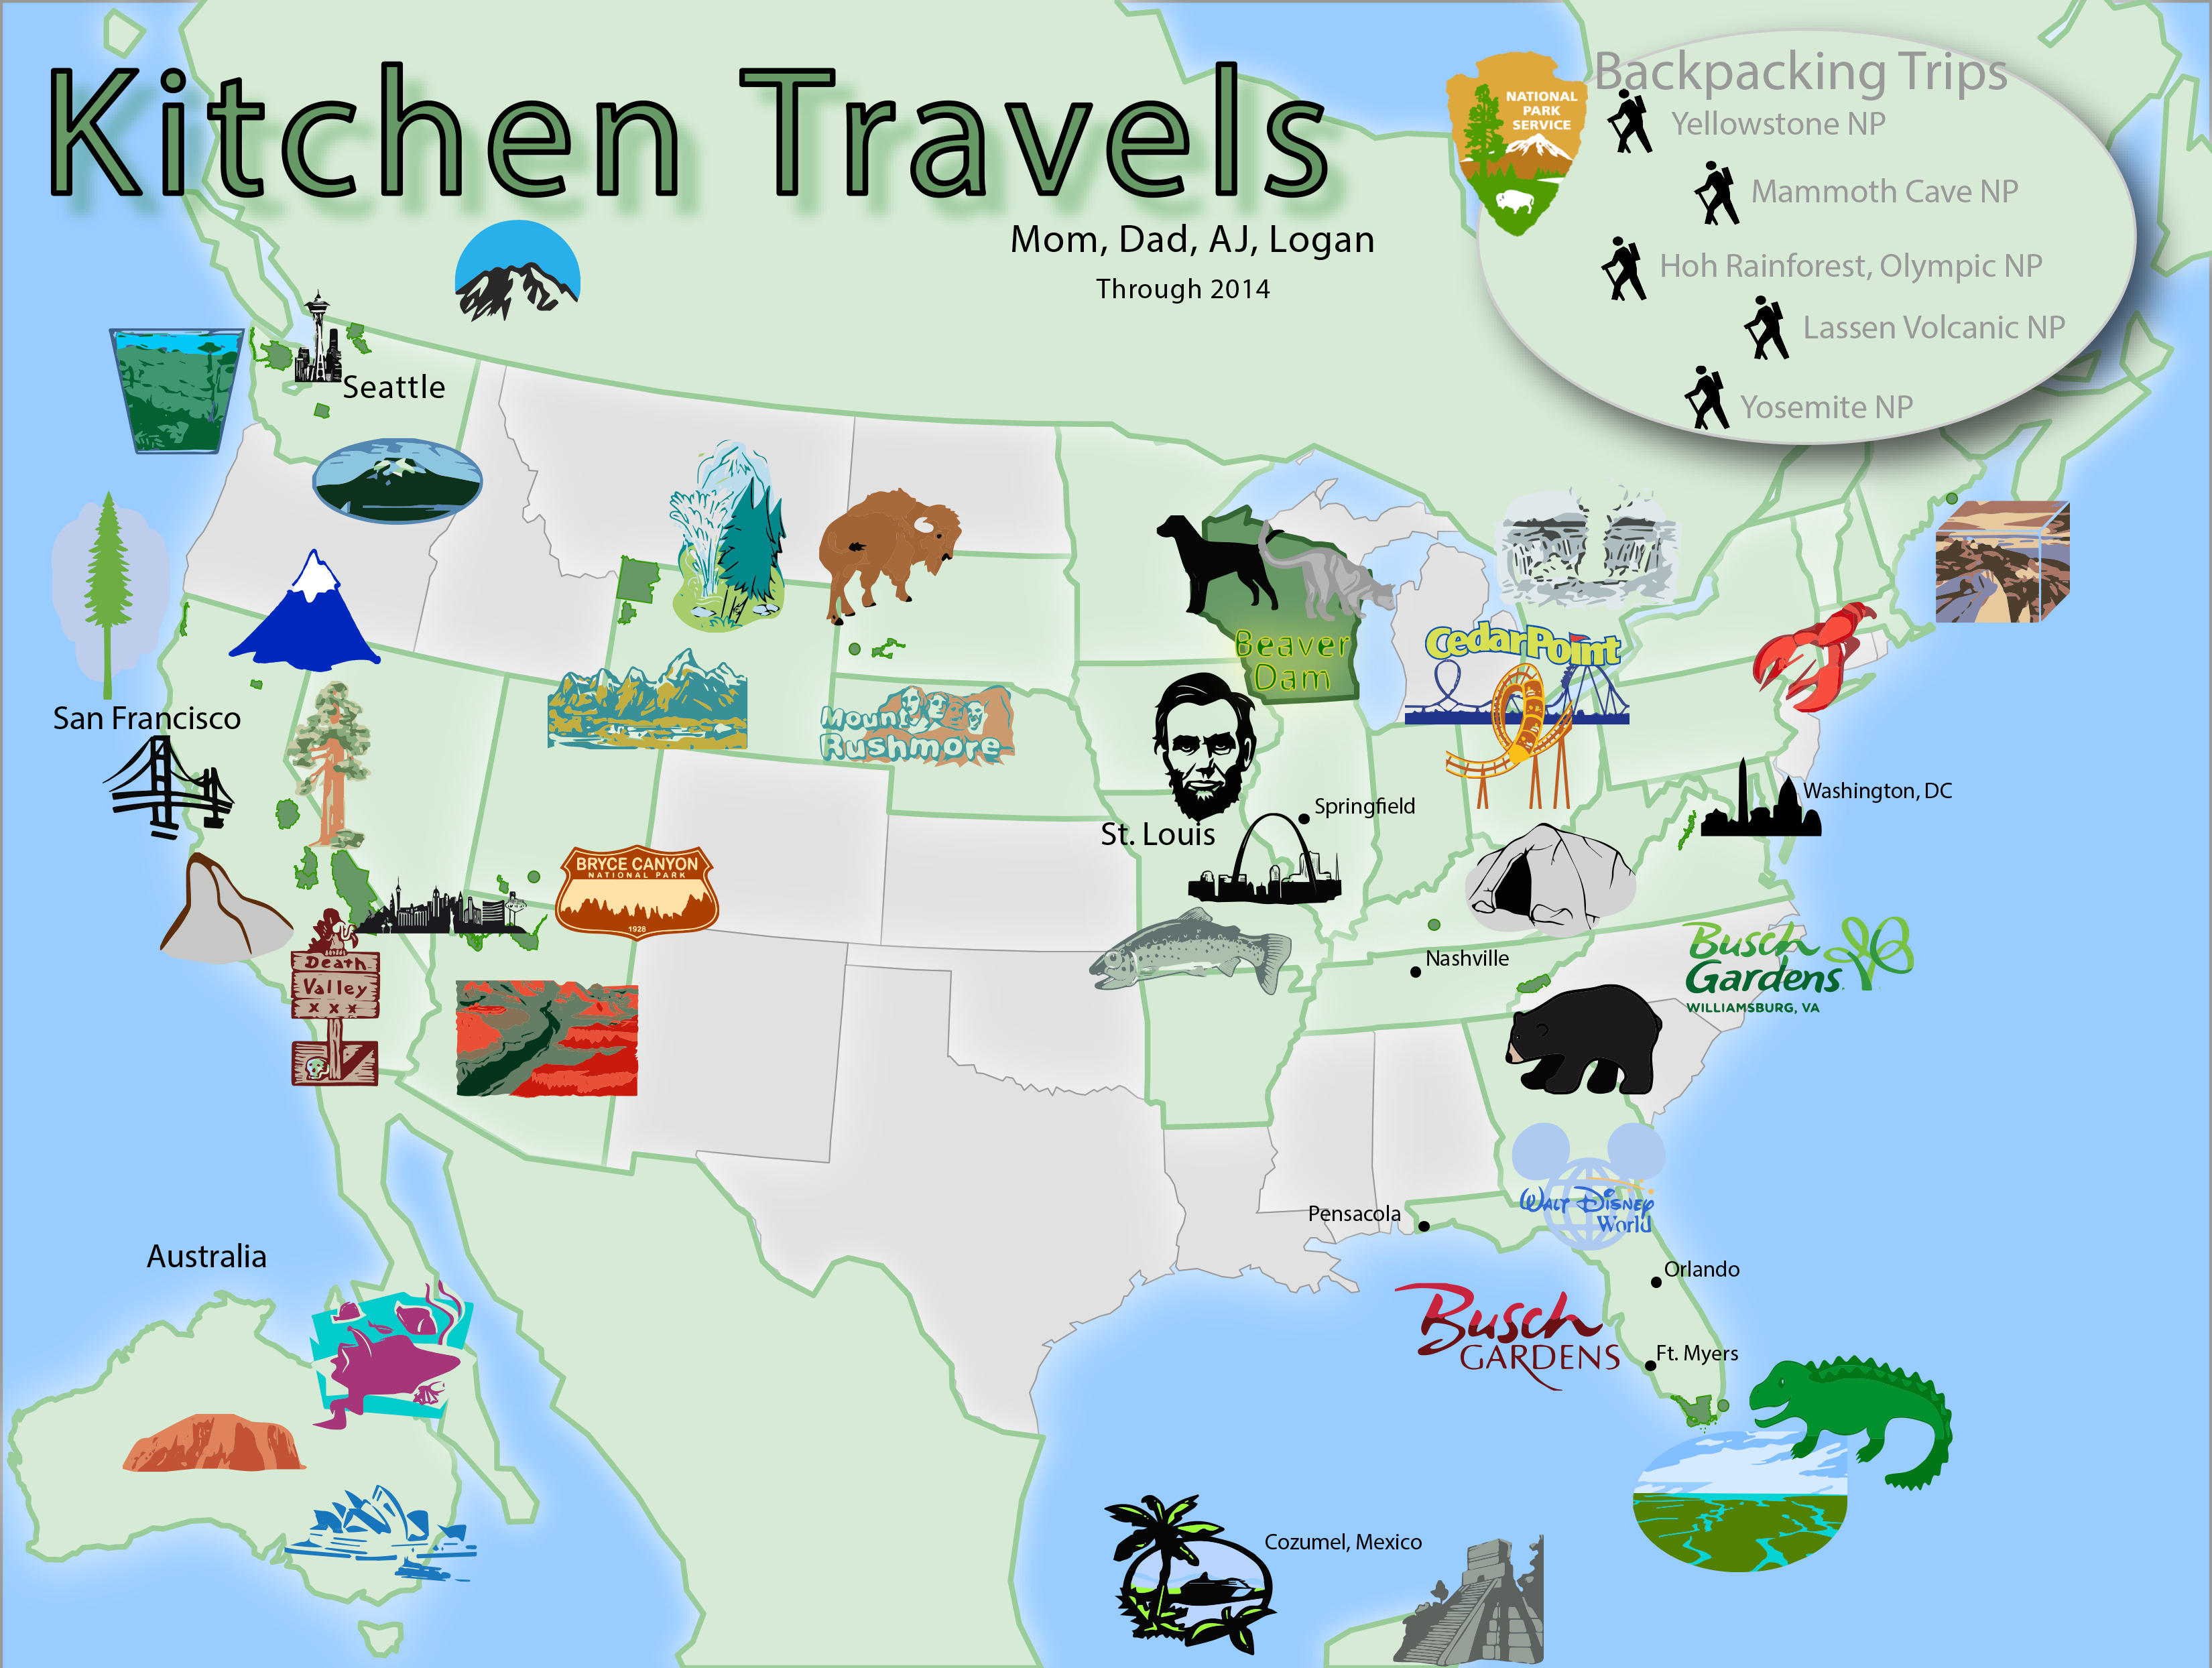 Kitchen Travels
Mom, Dad, AJ, Logan
Through 2014
NATIONAL
PARK
SERVICE
Backpacking Trips
Yellowstone NP
Mammoth Cave NP
Hoh Rainforest, Olympic NP
Lassen Volcanic NP
Yosemite NP
Seattle
Beaver
Dam
CedarPoint
San Francisco
Mount
Rushmore
Springfield
St. Louis
Washington, DC
BRYCE CANYON
NATIONAL PARK
1928
Nashville
Busch
Gardens
WILLIAMSBURG, VA
Death
Valley
x x x
WALT DISNEY
World
Pensacola
Orlando
Busch
GARDENS
Ft. Myers
Australia
Cozumel, Mexico